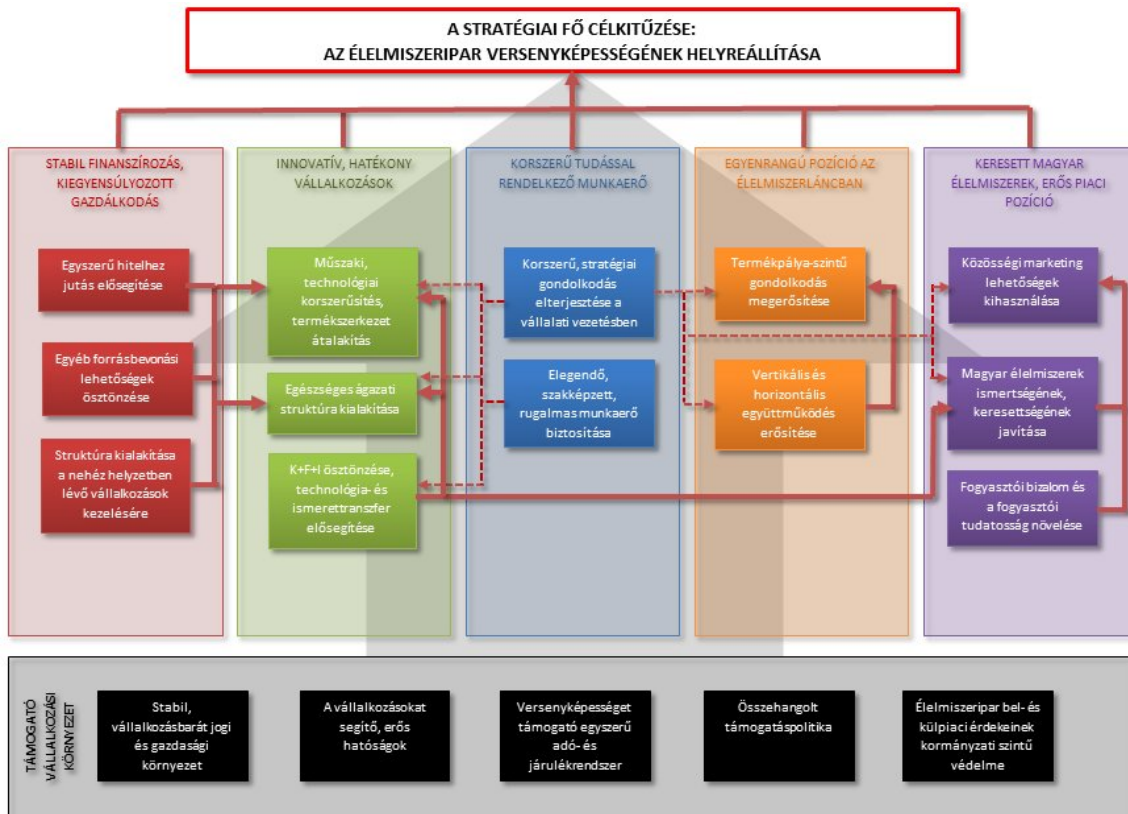 A STRATÉGIAI FŐ CÉLKITŰZÉSE:
AZ ÉLELMISZERIPAR VERSENYKÉPESSÉGÉNEK HELYREÁLLÍTÁSA
STABIL FINANSZÍROZÁS,
KIEGYENSÚLYOZOTT
GAZDÁLKODÁS
Egyszerű hitelhez
jutás elősegítése
Egyéb forrásbevonási
lehetőségek
ösztönzése
Struktúra kialakítása
a nehéz helyzetben
lévő vállalkozások
kezelésére
INNOVATÍV, HATÉKONY
VÁLLALKOZÁSOK
Műszaki,
technológiai
korszerűsítés,
termékszerkezet
átalakítás
Egészséges ágazati
struktúra kialakítása
K+F+I ösztönzése,
technológia- és
ismerettranszfer
elősegítése
KORSZERŰ TUDÁSSAL
RENDELKEZŐ MUNKAERŐ
Korszerű, stratégiai
gondolkodás
elterjesztése a
vállalati vezetésben
Elegendő,
szakképzett,
rugalmas munkaerő
biztosítása
EGYENRANGÚ POZÍCIÓ AZ
ÉLELMISZERLÁNCBAN
Termékpálya-szintű
gondolkodás
megerősítése
Vertikális és
horizontális
együttműködés
erősítése
KERESETT MAGYAR
ÉLELMISZEREK, ERŐS PIACI
POZÍCIÓ
Közösségi marketing
lehetőségek
kihasználása
Magyar élelmiszerek
ismertségének,
keresettségének
javítása
Fogyasztói bizalom és
a fogyasztói
tudatosság növelése
TÁMOGATÓ
VÁLLALKOZÁSI
KÖRNYEZET
Stabil,
vállalkozásbarát jogi
és gazdasági
környezet
A vállalkozásokat
segítő, erős
hatóságok
Versenyképességet
támogató egyszerű
adó- és
járulékrendszer
Összehangolt
támogatáspolitika
Élelmiszeripar bel- és
külpiaci érdekeinek
kormányzati szintű
védelme